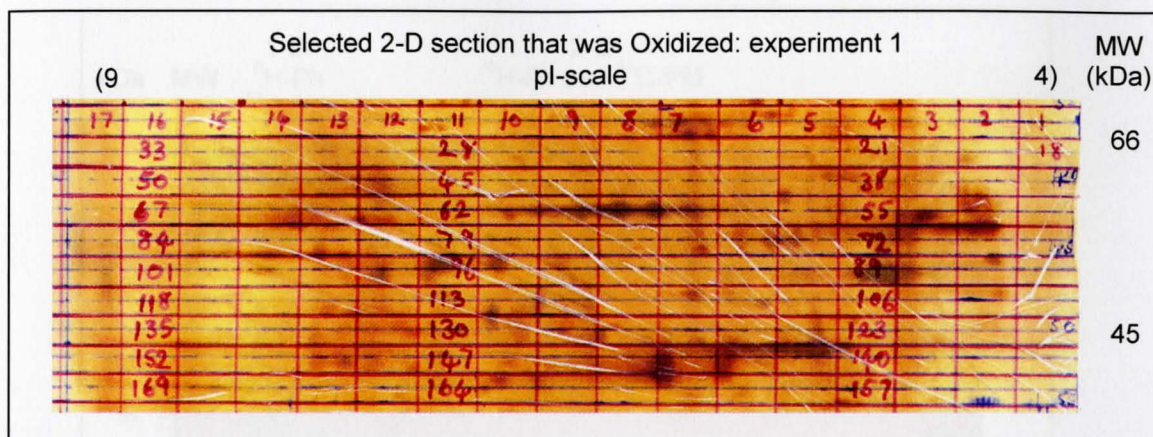 Selected 2-D section that was Oxidized: experiment 1
MW
(kDa)
(9 pI-scale 4)
17 16 15 14 13 12 11 10 9 8 7 6 5 4 3 2 1
66
33 28 21 18
50 45 38
67 62 55
84 79 72
101 96 89
118 113 106
135 130 123 50
45
152 147 140
169 164 157